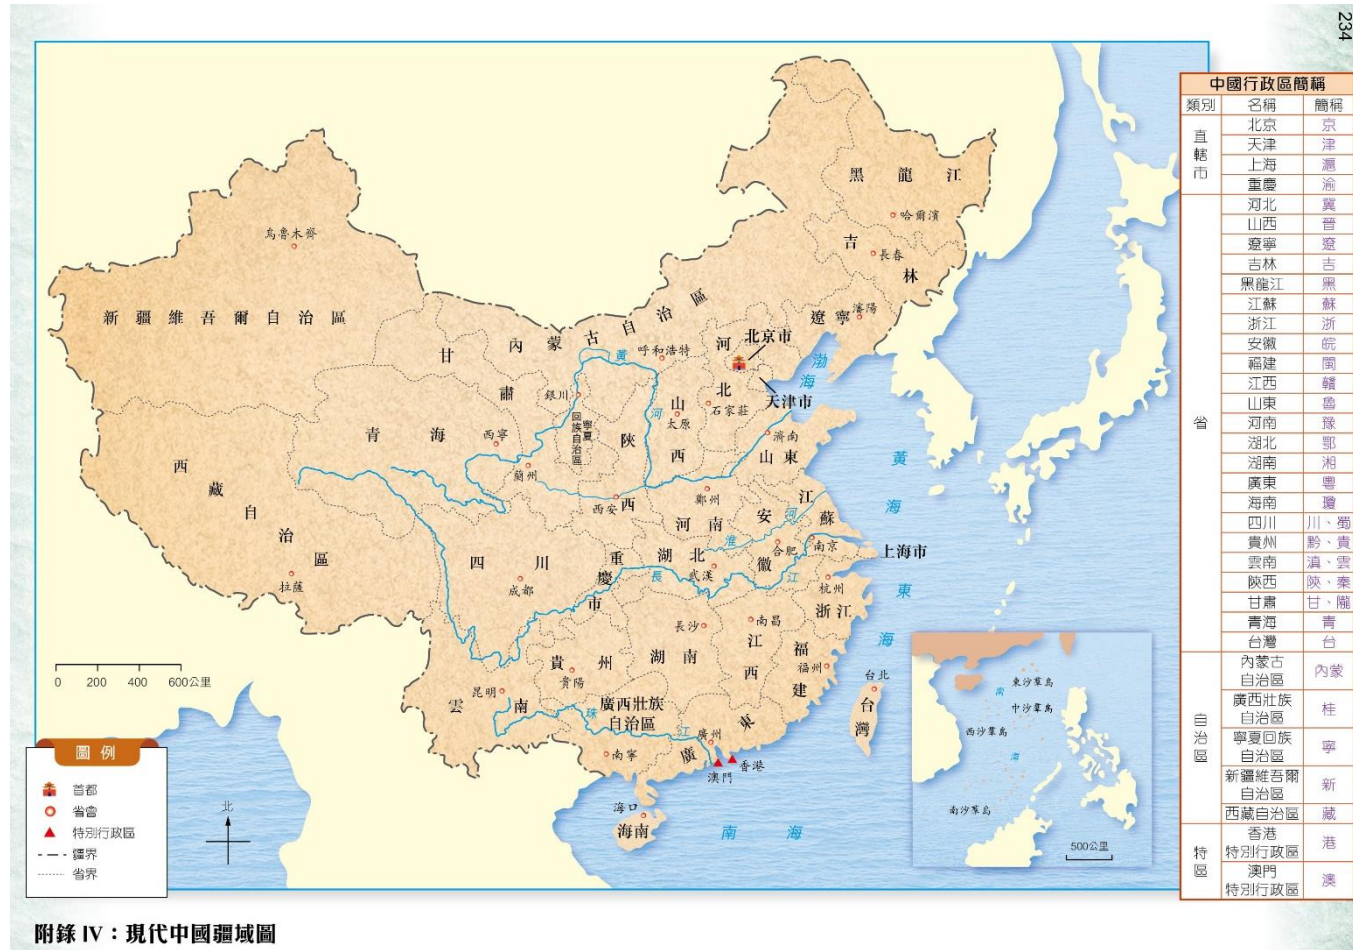 234
中國行政區簡稱
類別 名稱 簡稱
直轄市
北京 京
天津 津
上海 滬
重慶 渝
省
河北 冀
山西 晉
遼寧 遼
吉林 吉
黑龍江 黑
江蘇 蘇
浙江 浙
安徽 皖
福建 閩
江西 贛
山東 魯
河南 豫
湖北 鄂
湖南 湘
廣東 粵
海南 瓊
四川 川、蜀
貴州 黔、貴
雲南 滇、雲
陝西 陝、秦
甘肅 甘、隴
青海 青
台灣 台
自治區
內蒙古
自治區 內蒙
廣西壯族
自治區 桂
寧夏回族
自治區 寧
新疆維吾爾
自治區 新
西藏自治區 藏
特區
香港
特別行政區 港
澳門
特別行政區 澳
黑龍江
哈爾濱
吉林
長春
烏魯木齊
新疆維吾爾自治區
內蒙古自治區
呼和浩特
遼寧
瀋陽
北京市
天津市
渤海
河北
石家莊
甘肅
黃河
銀川
寧夏
回族自治區
山西
太原
陝西
西安
青海
西寧
蘭州
濟南
山東
黃海
西藏自治區
拉薩
鄭州
河南
安徽
合肥
淮河
江蘇
南京
上海市
四川
成都
重慶市
湖北
武漢
長江
杭州
浙江
東海
長沙
湖南
南昌
江西
福建
福州
貴州
貴陽
雲南
昆明
廣西壯族
自治區
南寧
珠江
廣東
廣州
香港
澳門
台北
台灣
海口
海南
南海
0 200 400 600公里
圖例
首都
省會
特別行政區
疆界
省界
北
東沙羣島
中沙羣島
西沙羣島
南沙羣島
南海
500公里
附錄 IV：現代中國疆域圖